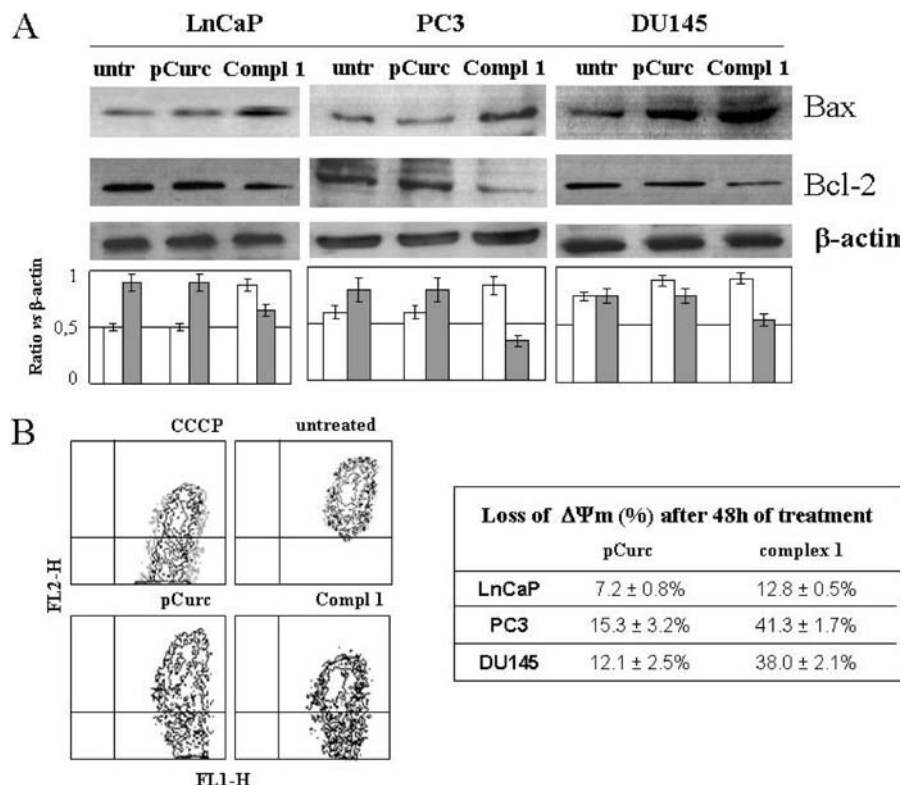 A
LnCaP PC3 DU145
untr pCurc Compl 1 untr pCurc Compl 1 untr pCurc Compl 1
Bax
Bcl-2
β-actin
Ratio vs β-actin
1
0,5
0
B
CCCP untreated
pCurc Compl 1
FL2-H
FL1-H
Loss of ΔΨm (%) after 48h of treatment
pCurc complex 1
LnCaP 7.2 ± 0.8% 12.8 ± 0.5%
PC3 15.3 ± 3.2% 41.3 ± 1.7%
DU145 12.1 ± 2.5% 38.0 ± 2.1%